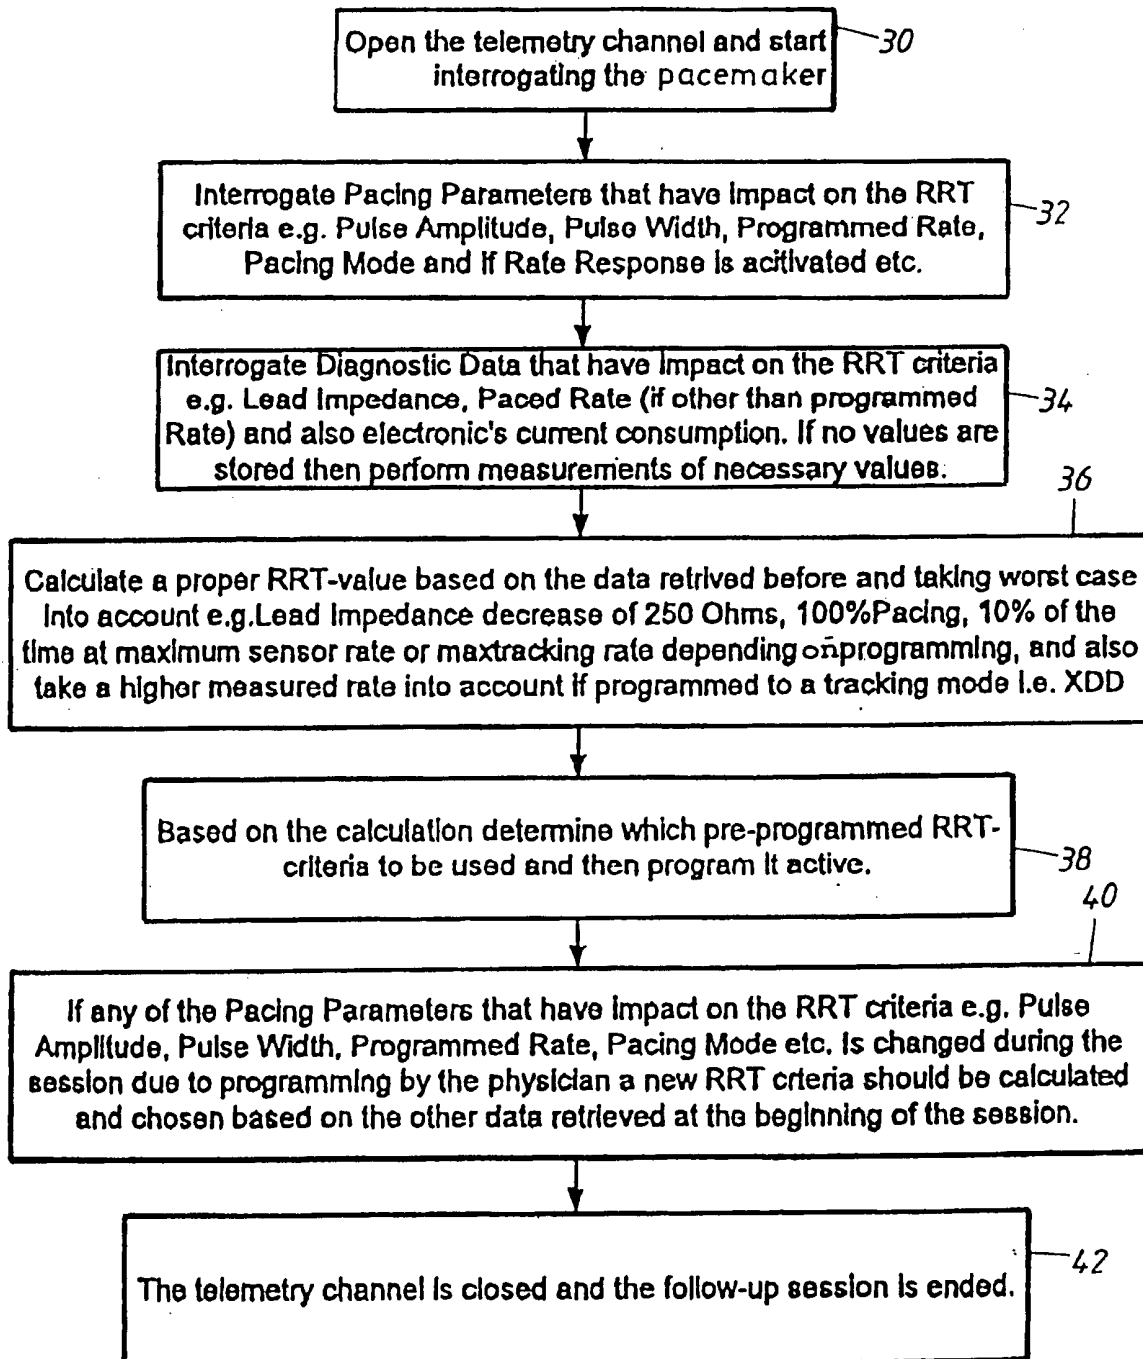 Open the telemetry channel and start
interrogating the pacemaker
30
Interrogate Pacing Parameters that have impact on the RRT
criteria e.g. Pulse Amplitude, Pulse Width, Programmed Rate,
Pacing Mode and if Rate Response is acitivated etc.
32
Interrogate Diagnostic Data that have impact on the RRT criteria
e.g. Lead Impedance, Paced Rate (if other than programmed
Rate) and also electronic's current consumption. If no values are
stored then perform measurements of necessary values.
34
36
Calculate a proper RRT-value based on the data retrived before and taking worst case
into account e.g.Lead Impedance decrease of 250 Ohms, 100%Pacing, 10% of the
time at maximum sensor rate or maxtracking rate depending on programming, and also
take a higher measured rate into account if programmed to a tracking mode i.e. XDD
Based on the calculation determine which pre-programmed RRT-
criteria to be used and then program it active.
38
40
If any of the Pacing Parameters that have impact on the RRT criteria e.g. Pulse
Amplitude, Pulse Width, Programmed Rate, Pacing Mode etc. is changed during the
session due to programming by the physician a new RRT crteria should be calculated
and chosen based on the other data retrieved at the beginning of the session.
The telemetry channel is closed and the follow-up session is ended.
42